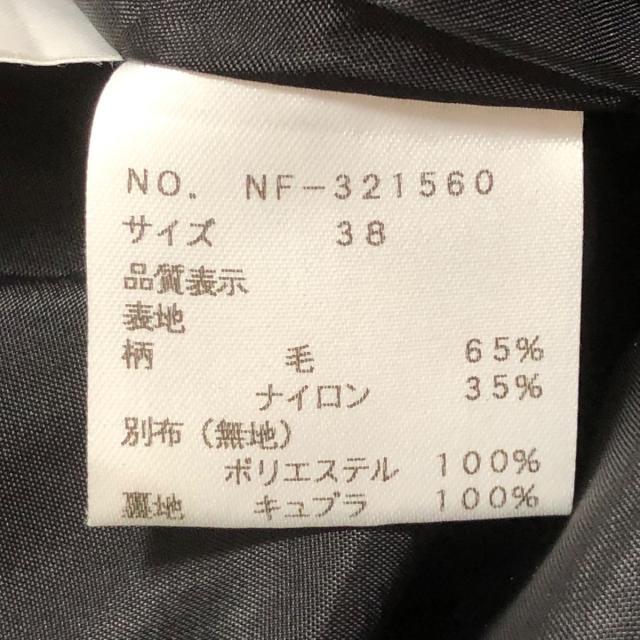 NO. NF-321560
サイズ 38
品質表示
表地
柄 毛 65%
ナイロン 35%
別布(無地)
ポリエステル 100%
裏地 キュプラ 100%